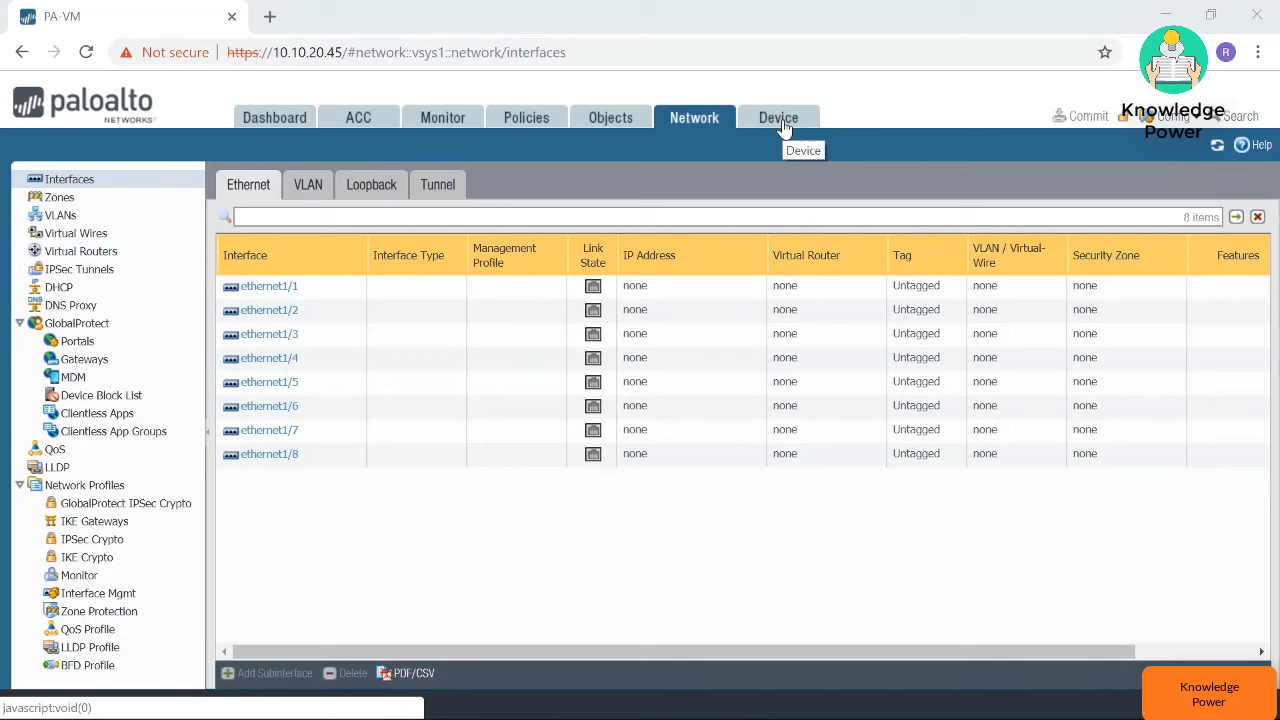 PA-VM
Not secure https://10.10.20.45/#network::vsys1::network/interfaces
R
paloalto
NETWORKS®
Dashboard ACC Monitor Policies Objects Network Device
Commit Config Search
Knowledge
Power
Device
Help
Interfaces
Zones
VLANs
Virtual Wires
Virtual Routers
IPSec Tunnels
DHCP
DNS Proxy
GlobalProtect
Portals
Gateways
MDM
Device Block List
Clientless Apps
Clientless App Groups
QoS
LLDP
Network Profiles
GlobalProtect IPSec Crypto
IKE Gateways
IPSec Crypto
IKE Crypto
Monitor
Interface Mgmt
Zone Protection
QoS Profile
LLDP Profile
BFD Profile
Ethernet VLAN Loopback Tunnel
8 items
Interface Interface Type Management Profile Link State IP Address Virtual Router Tag VLAN / Virtual-Wire Security Zone Features
ethernet1/1 none none Untagged none none
ethernet1/2 none none Untagged none none
ethernet1/3 none none Untagged none none
ethernet1/4 none none Untagged none none
ethernet1/5 none none Untagged none none
ethernet1/6 none none Untagged none none
ethernet1/7 none none Untagged none none
ethernet1/8 none none Untagged none none
Add Subinterface Delete PDF/CSV
javascript:void(0)
Knowledge
Power